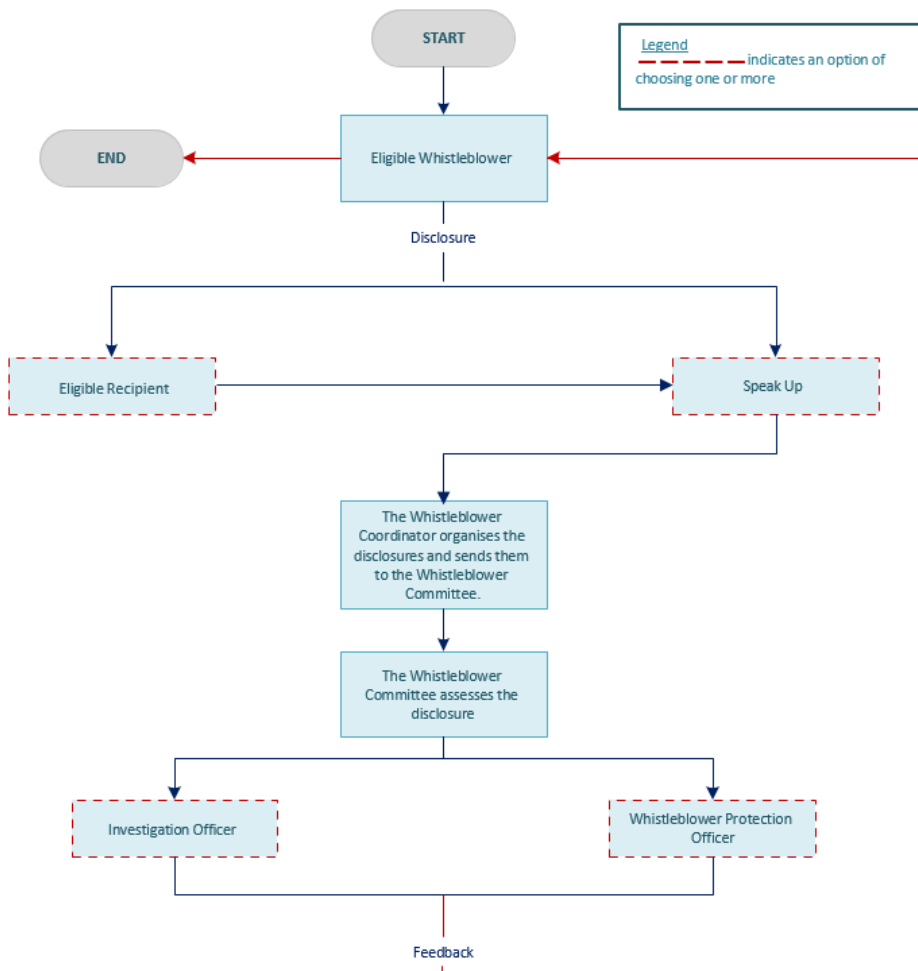 START
Legend
indicates an option of
choosing one or more
END
Eligible Whistleblower
Disclosure
Eligible Recipient
Speak Up
The Whistleblower
Coordinator organises the
disclosures and sends them
to the Whistleblower
Committee.
The Whistleblower
Committee assesses the
disclosure
Investigation Officer
Whistleblower Protection
Officer
Feedback